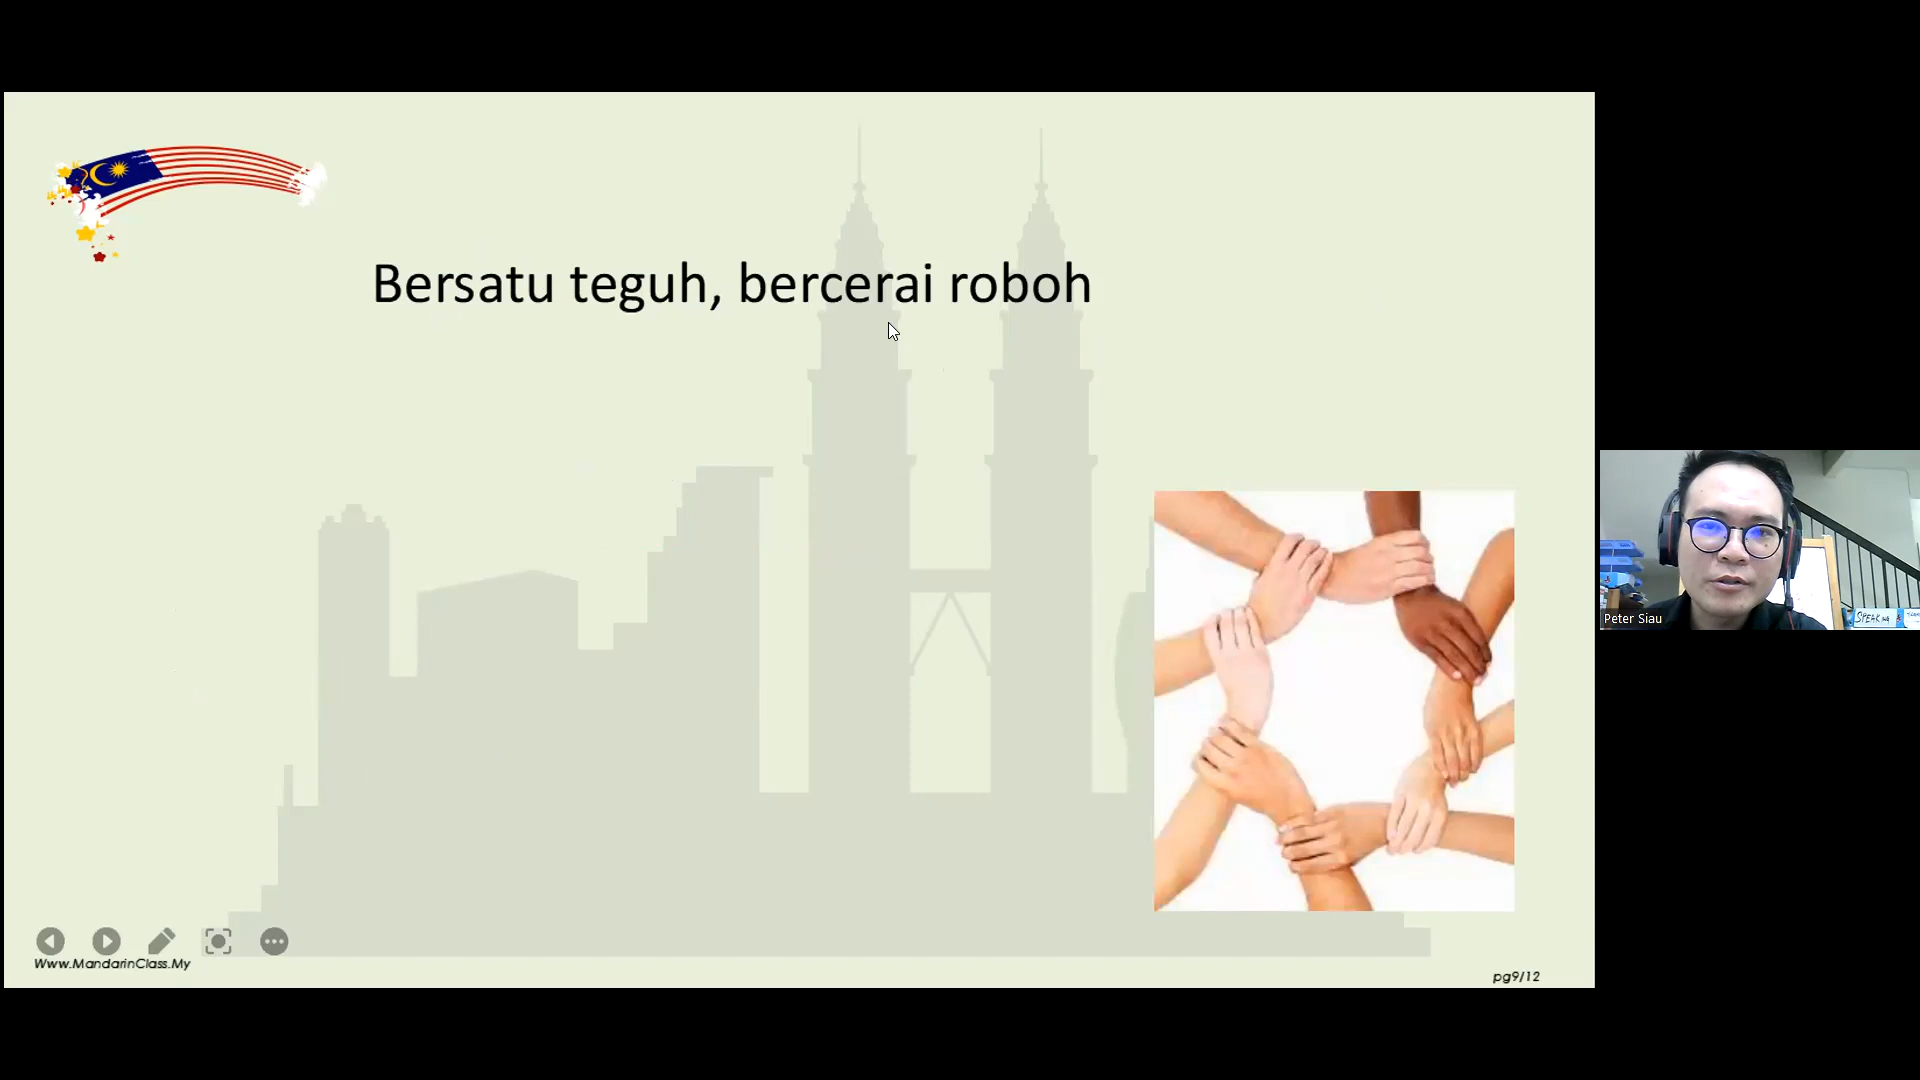 Bersatu teguh, bercerai roboh
Www.MandarinClass.My
pg9/12
Peter Siau